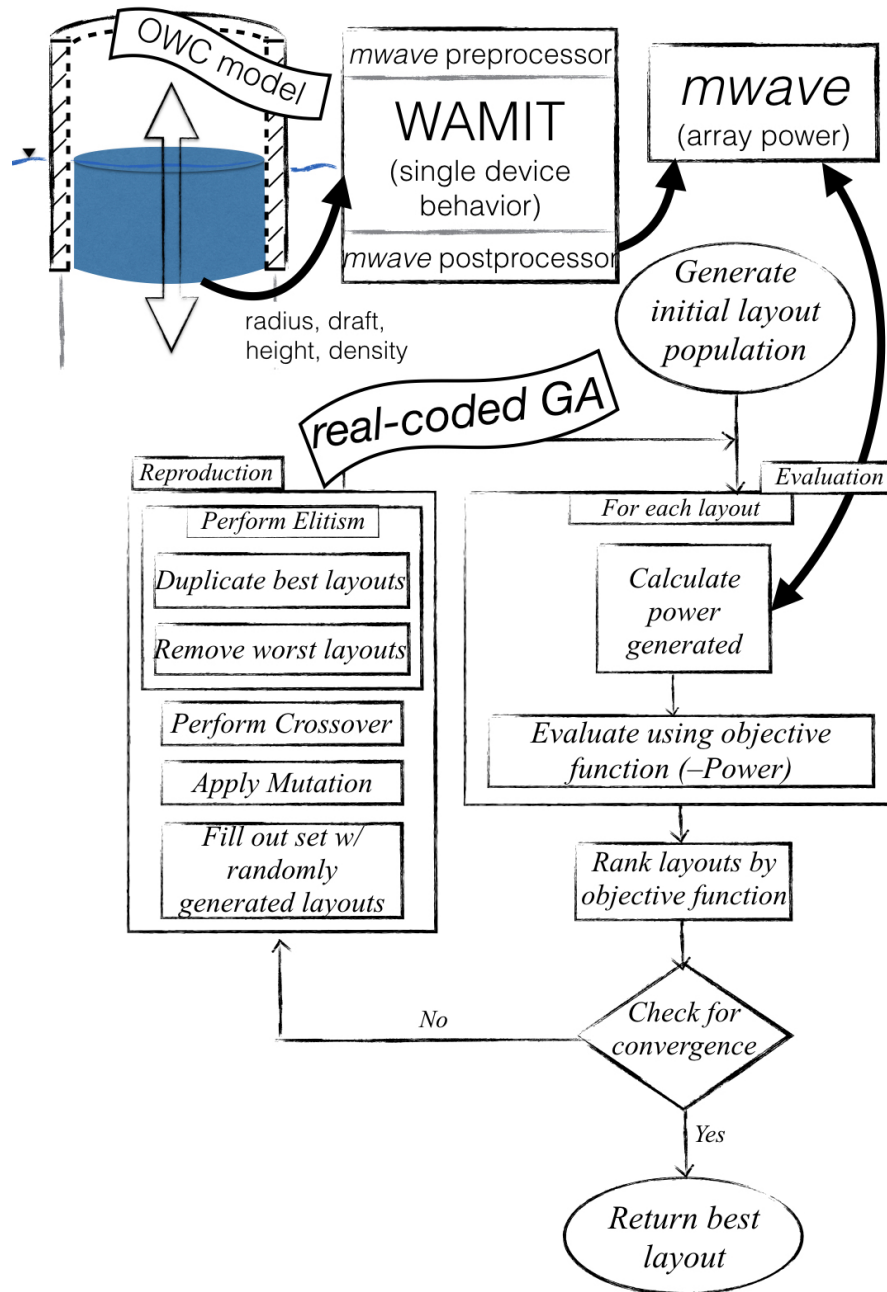 OWC model
mwave preprocessor
WAMIT
(single device
behavior)
mwave postprocessor
mwave
(array power)
radius, draft,
height, density
Generate
initial layout
population
real-coded GA
Reproduction
Perform Elitism
Duplicate best layouts
Remove worst layouts
Perform Crossover
Apply Mutation
Fill out set w/
randomly
generated layouts
Evaluation
For each layout
Calculate
power
generated
Evaluate using objective
function (–Power)
Rank layouts by
objective function
Check for
convergence
No
Yes
Return best
layout